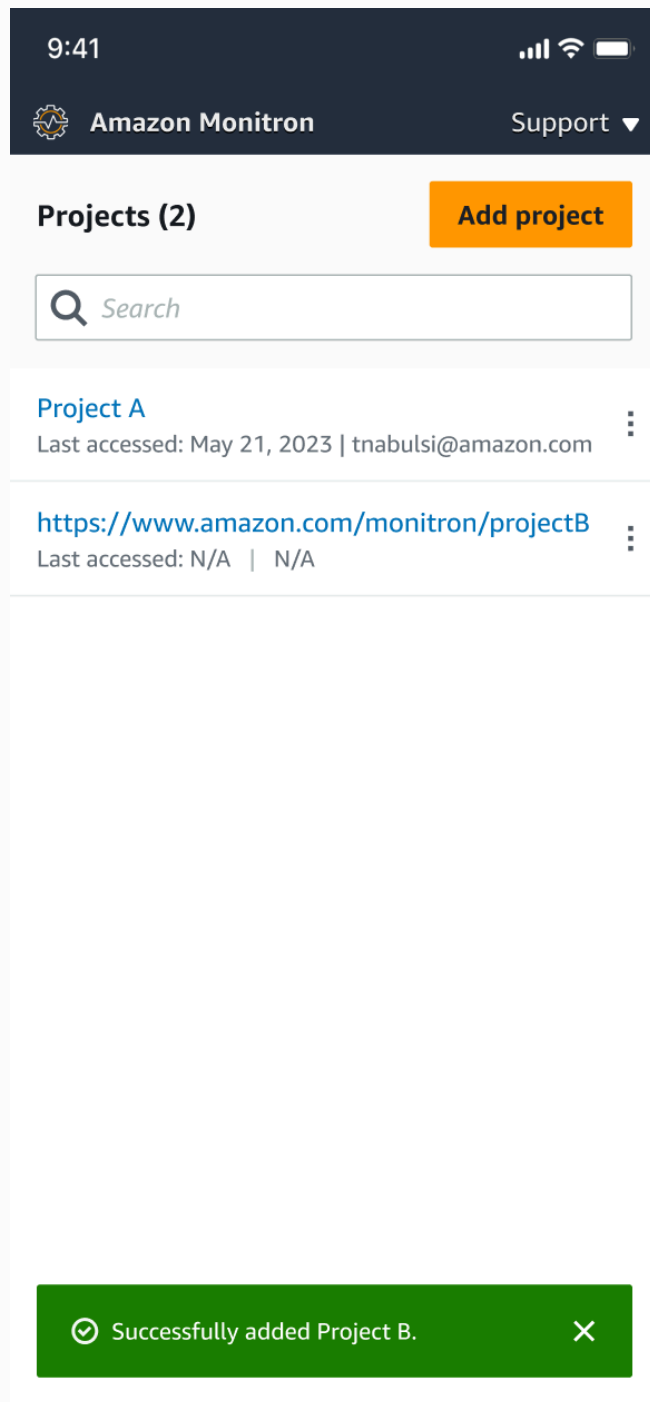 9:41
Amazon Monitron Support
Projects (2) Add project
Search
Project A
Last accessed: May 21, 2023 | tnabulsi@amazon.com
https://www.amazon.com/monitron/projectB
Last accessed: N/A | N/A
Successfully added Project B.